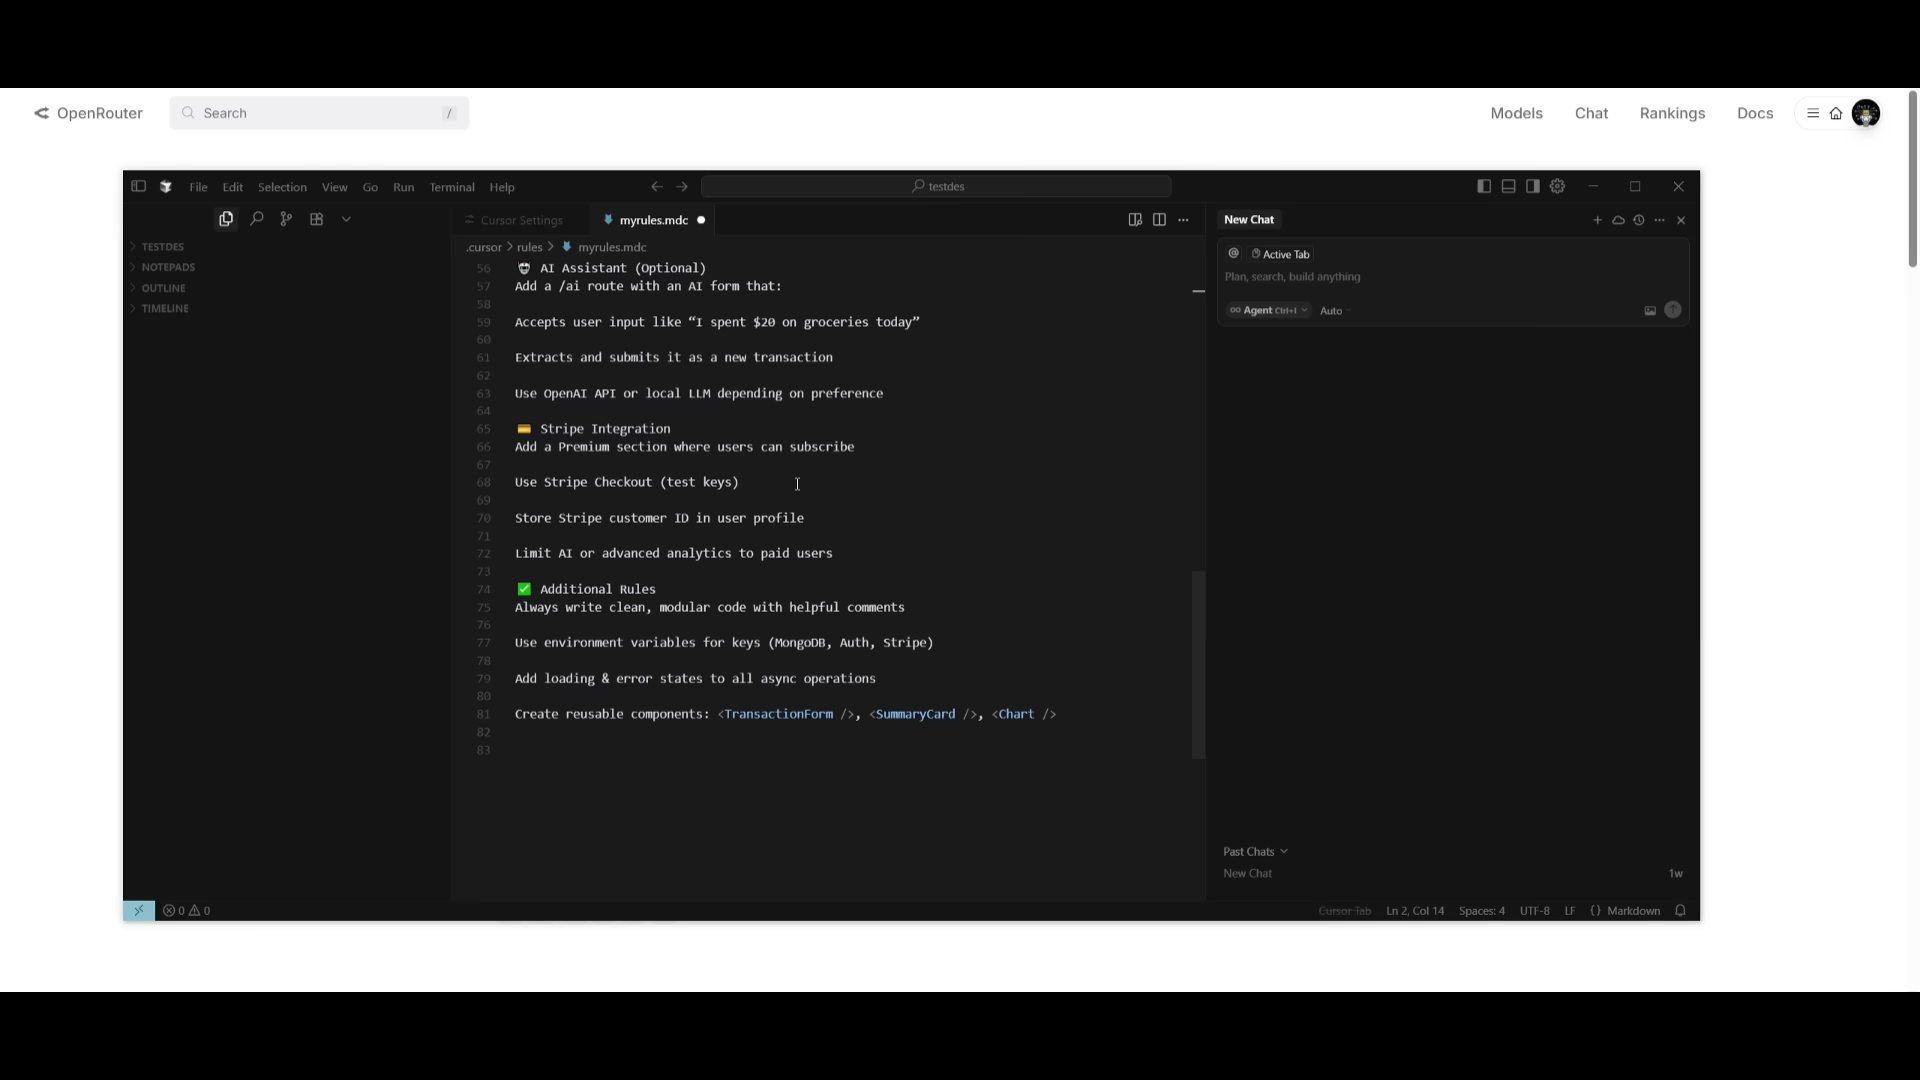 OpenRouter
Search
/
Models
Chat
Rankings
Docs
File
Edit
Selection
View
Go
Run
Terminal
Help
testdes
TESTDES
NOTEPADS
OUTLINE
TIMELINE
Cursor Settings
myrules.mdc
.cursor > rules > myrules.mdc
56 🤖 AI Assistant (Optional)
57 Add a /ai route with an AI form that:
58
59 Accepts user input like “I spent $20 on groceries today”
60
61 Extracts and submits it as a new transaction
62
63 Use OpenAI API or local LLM depending on preference
64
65 💳 Stripe Integration
66 Add a Premium section where users can subscribe
67
68 Use Stripe Checkout (test keys)
69
70 Store Stripe customer ID in user profile
71
72 Limit AI or advanced analytics to paid users
73
74 ✅ Additional Rules
75 Always write clean, modular code with helpful comments
76
77 Use environment variables for keys (MongoDB, Auth, Stripe)
78
79 Add loading & error states to all async operations
80
81 Create reusable components: <TransactionForm />, <SummaryCard />, <Chart />
82
83
New Chat
@ Active Tab
Plan, search, build anything
∞ Agent Ctrl+I
Auto
Past Chats
New Chat
1w
0
0
Cursor Tab
Ln 2, Col 14
Spaces: 4
UTF-8
LF
{} Markdown